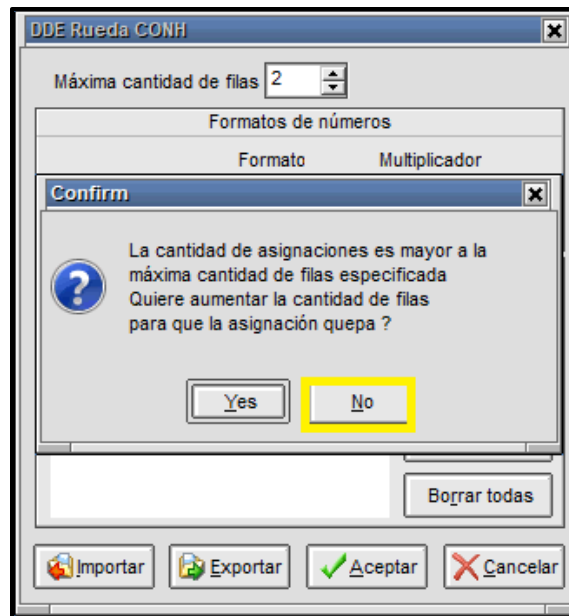 DDE Rueda CONH
Máxima cantidad de filas 2
Formatos de números
Formato Multiplicador
Confirm
La cantidad de asignaciones es mayor a la
máxima cantidad de filas especificada
Quiere aumentar la cantidad de filas
para que la asignación quepa ?
Yes No
Borrar todas
Importar Exportar Aceptar Cancelar